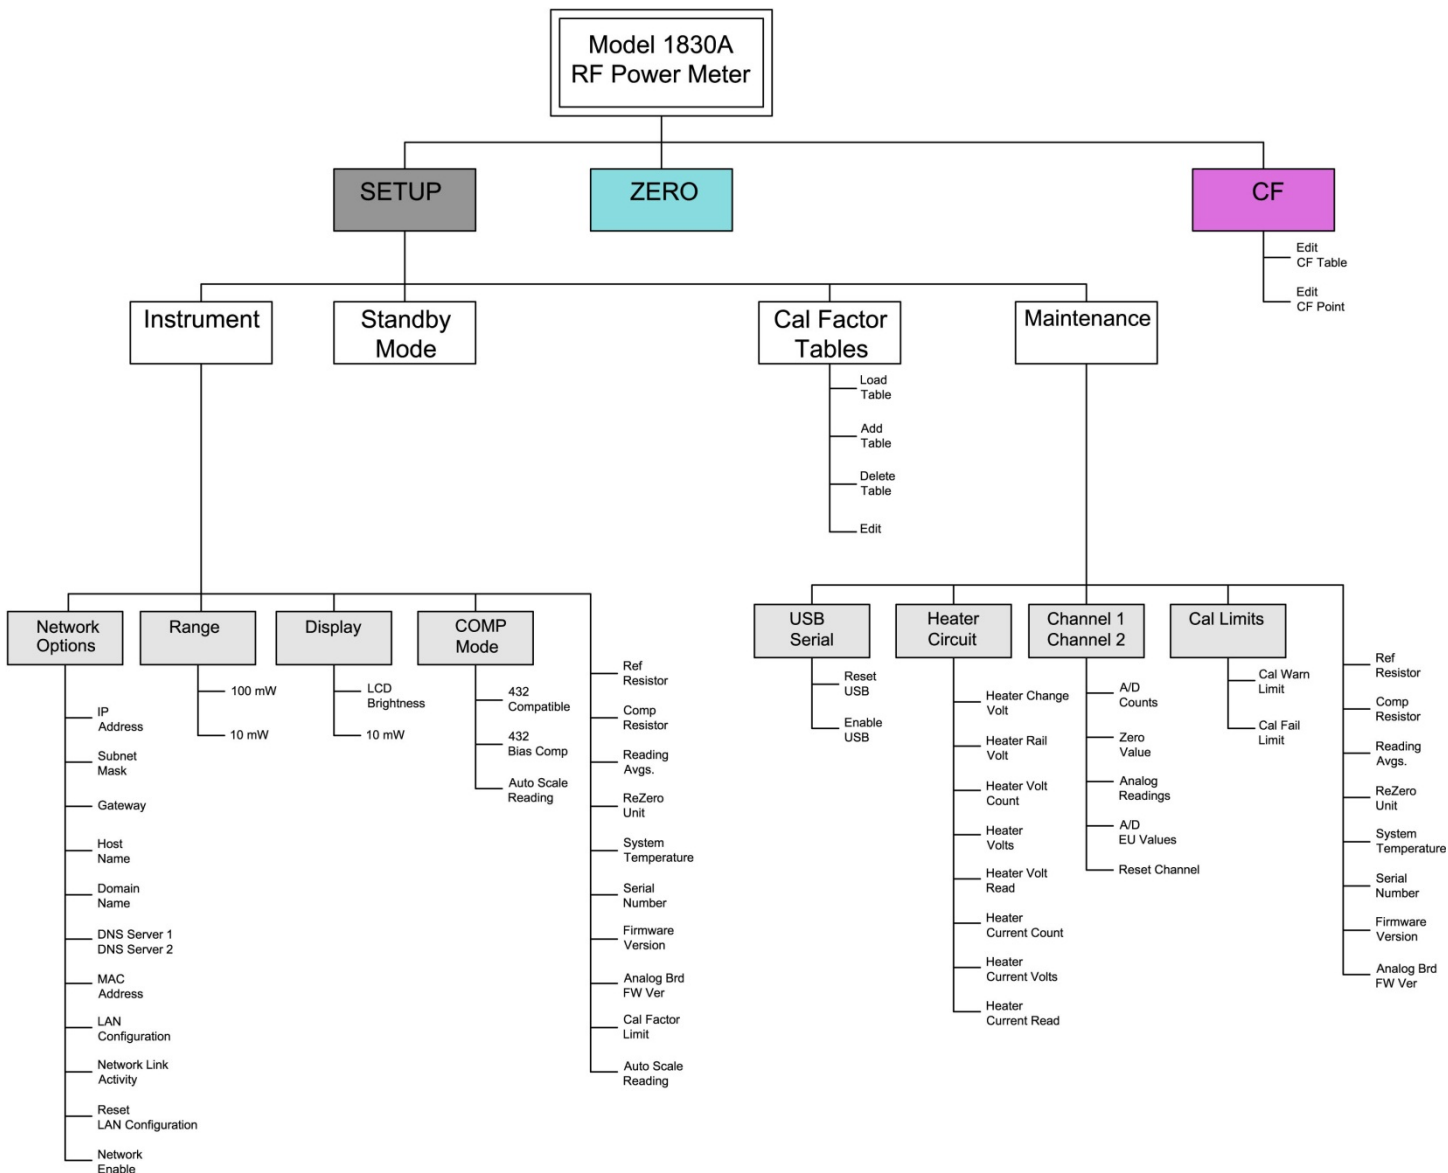 Model 1830A
RF Power Meter
SETUP
ZERO
CF
Edit
CF Table
Edit
CF Point
Instrument
Standby
Mode
Cal Factor
Tables
Maintenance
Load
Table
Add
Table
Delete
Table
Edit
Network
Options
IP
Address
Subnet
Mask
Gateway
Host
Name
Domain
Name
DNS Server 1
DNS Server 2
MAC
Address
LAN
Configuration
Network Link
Activity
Reset
LAN Configuration
Network
Enable
Range
100 mW
10 mW
Display
LCD
Brightness
10 mW
COMP
Mode
432
Compatible
432
Bias Comp
Auto Scale
Reading
Ref
Resistor
Comp
Resistor
Reading
Avgs.
ReZero
Unit
System
Temperature
Serial
Number
Firmware
Version
Analog Brd
FW Ver
Cal Factor
Limit
Auto Scale
Reading
USB
Serial
Reset
USB
Enable
USB
Heater
Circuit
Heater Change
Volt
Heater Rail
Volt
Heater Volt
Count
Heater
Volts
Heater Volt
Read
Heater
Current Count
Heater
Current Volts
Heater
Current Read
Channel 1
Channel 2
A/D
Counts
Zero
Value
Analog
Readings
A/D
EU Values
Reset Channel
Cal Limits
Cal Warn
Limit
Cal Fail
Limit
Ref
Resistor
Comp
Resistor
Reading
Avgs.
ReZero
Unit
System
Temperature
Serial
Number
Firmware
Version
Analog Brd
FW Ver